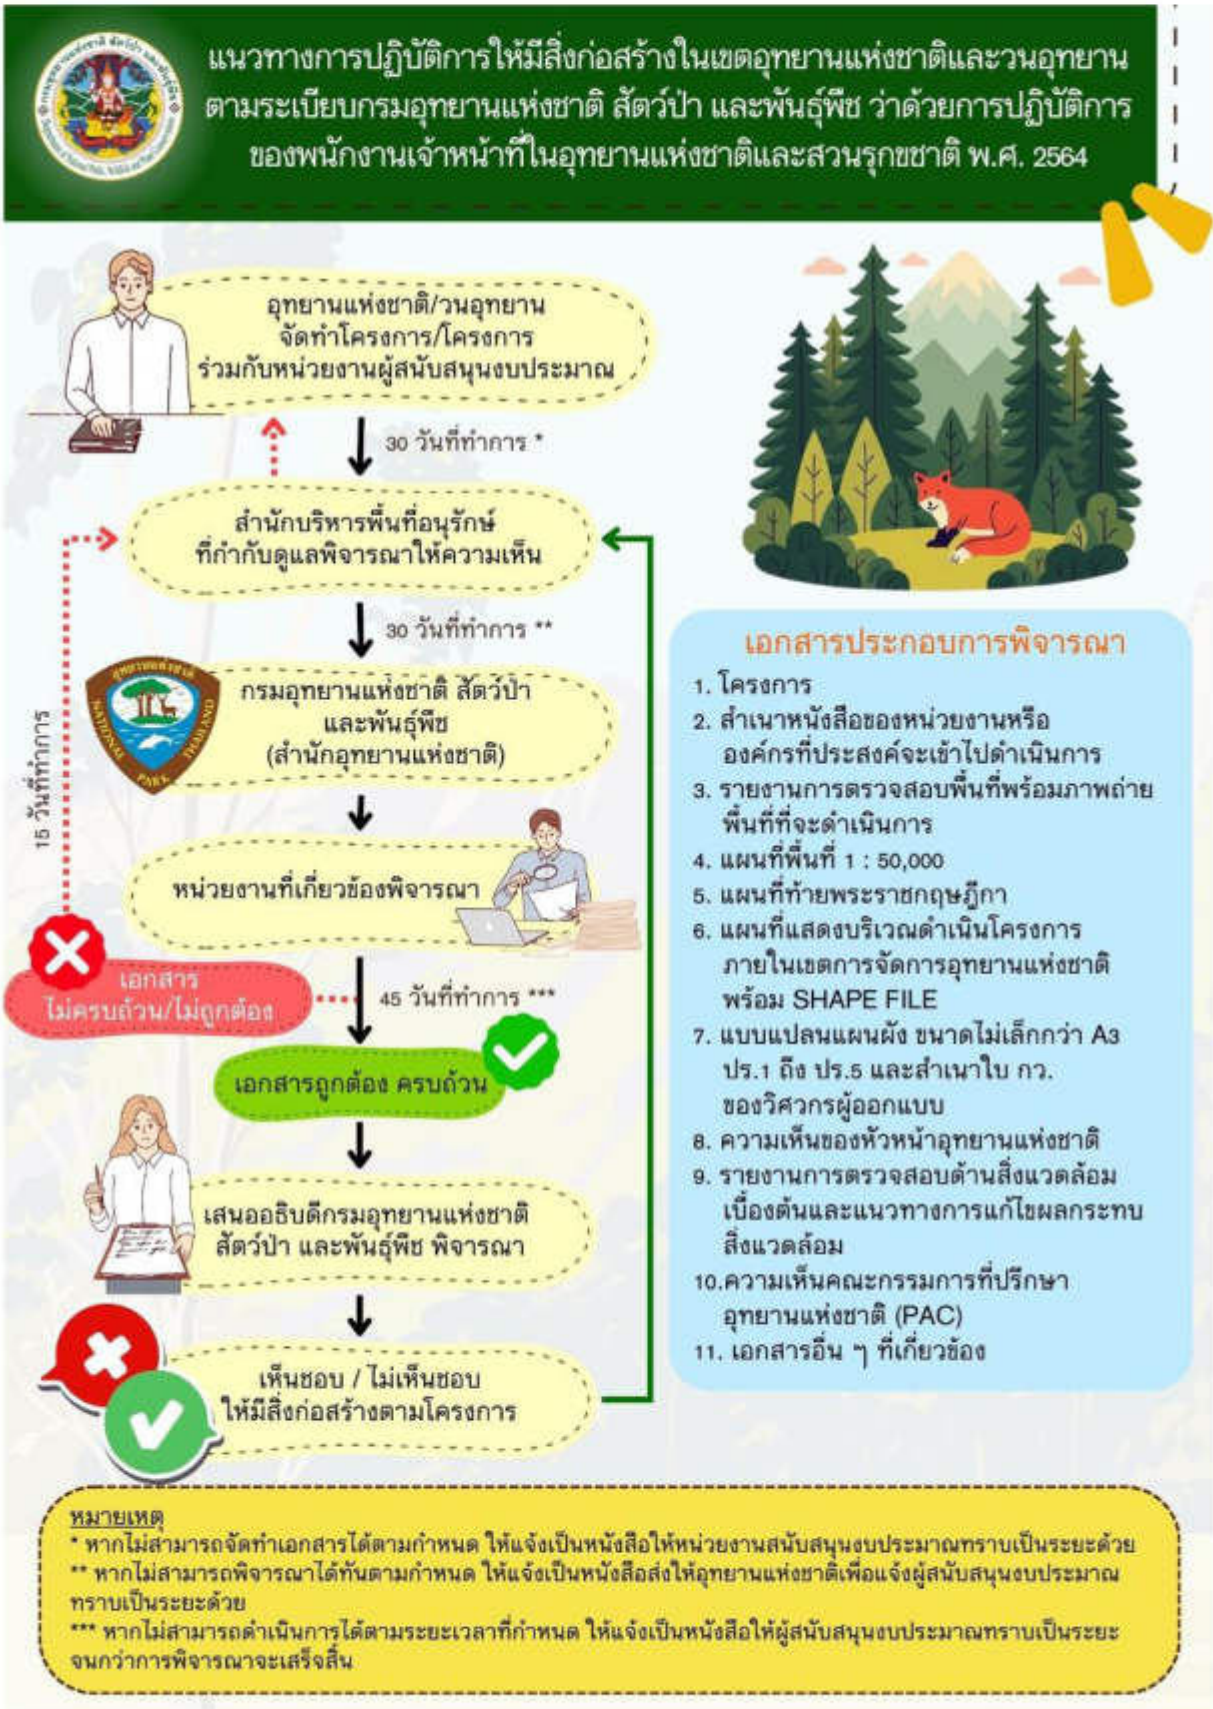 แนวทางการปฏิบัติการให้มีสิ่งก่อสร้างในเขตอุทยานแห่งชาติและวนอุทยาน
ตามระเบียบกรมอุทยานแห่งชาติ สัตว์ป่า และพันธุ์พืช ว่าด้วยการปฏิบัติการ
ของพนักงานเจ้าหน้าที่ในอุทยานแห่งชาติและสวนรุกขชาติ พ.ศ. 2564
อุทยานแห่งชาติ/วนอุทยาน
จัดทำโครงการ/โครงการ
ร่วมกับหน่วยงานผู้สนับสนุนงบประมาณ
30 วันที่ทำการ *
สำนักบริหารพื้นที่อนุรักษ์
ที่กำกับดูแลพิจารณาให้ความเห็น
30 วันที่ทำการ **
อุทยานแห่งชาติ
NATIONAL
PARK
THAILAND
กรมอุทยานแห่งชาติ สัตว์ป่า
และพันธุ์พืช
(สำนักอุทยานแห่งชาติ)
15 วันที่ทำการ
หน่วยงานที่เกี่ยวข้องพิจารณา
เอกสาร
ไม่ครบถ้วน/ไม่ถูกต้อง
45 วันที่ทำการ ***
เอกสารถูกต้อง ครบถ้วน
เสนออธิบดีกรมอุทยานแห่งชาติ
สัตว์ป่า และพันธุ์พืช พิจารณา
เห็นชอบ / ไม่เห็นชอบ
ให้มีสิ่งก่อสร้างตามโครงการ
เอกสารประกอบการพิจารณา
1. โครงการ
2. สำเนาหนังสือของหน่วยงานหรือ
องค์กรที่ประสงค์จะเข้าไปดำเนินการ
3. รายงานการตรวจสอบพื้นที่พร้อมภาพถ่าย
พื้นที่ที่จะดำเนินการ
4. แผนที่พื้นที่ 1 : 50,000
5. แผนที่ท้ายพระราชกฤษฎีกา
6. แผนที่แสดงบริเวณดำเนินโครงการ
ภายในเขตการจัดการอุทยานแห่งชาติ
พร้อม SHAPE FILE
7. แบบแปลนแผนผัง ขนาดไม่เล็กกว่า A3
ปร.1 ถึง ปร.5 และสำเนาใบ กว.
ของวิศวกรผู้ออกแบบ
8. ความเห็นของหัวหน้าอุทยานแห่งชาติ
9. รายงานการตรวจสอบด้านสิ่งแวดล้อม
เบื้องต้นและแนวทางการแก้ไขผลกระทบ
สิ่งแวดล้อม
10.ความเห็นคณะกรรมการที่ปรึกษา
อุทยานแห่งชาติ (PAC)
11. เอกสารอื่น ๆ ที่เกี่ยวข้อง
หมายเหตุ
* หากไม่สามารถจัดทำเอกสารได้ตามกำหนด ให้แจ้งเป็นหนังสือให้หน่วยงานสนับสนุนงบประมาณทราบเป็นระยะด้วย
** หากไม่สามารถพิจารณาได้ทันตามกำหนด ให้แจ้งเป็นหนังสือส่งให้อุทยานแห่งชาติเพื่อแจ้งผู้สนับสนุนงบประมาณ
ทราบเป็นระยะด้วย
*** หากไม่สามารถดำเนินการได้ตามระยะเวลาที่กำหนด ให้แจ้งเป็นหนังสือให้ผู้สนับสนุนงบประมาณทราบเป็นระยะ
จนกว่าการพิจารณาจะเสร็จสิ้น